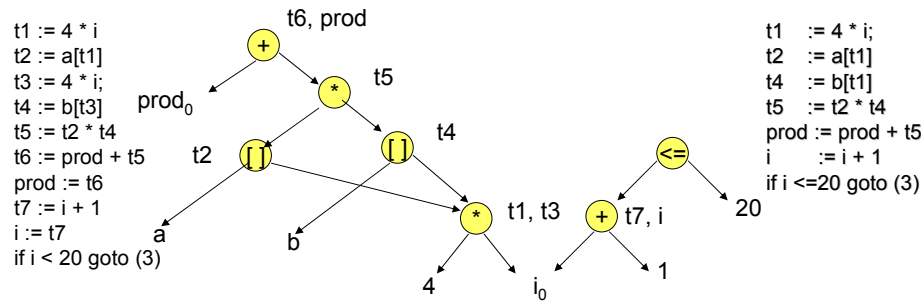 t1 := 4 * i
t2 := a[t1]
t3 := 4 * i;
t4 := b[t3]
t5 := t2 * t4
t6 := prod + t5
prod := t6
t7 := i + 1
i := t7
if i < 20 goto (3)
t6, prod
+
t5
*
prod₀
t4
t2
[ ]
[ ]
<=
*
t1, t3
+
t7, i
20
a
b
4
i₀
1
t1 := 4 * i;
t2 := a[t1]
t4 := b[t1]
t5 := t2 * t4
prod := prod + t5
i := i + 1
if i <=20 goto (3)